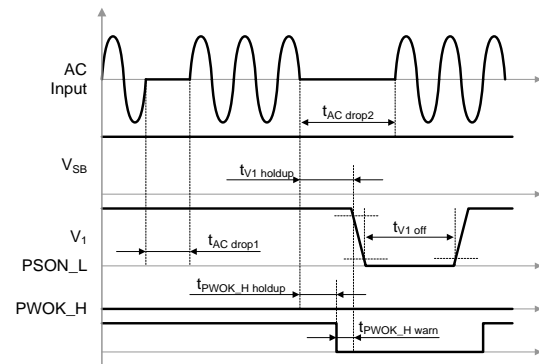 AC
Input
t_AC drop2
V_SB
t_V1 holdup
V_1
t_V1 off
t_AC drop1
PSON_L
t_PWOK_H holdup
PWOK_H
t_PWOK_H warn